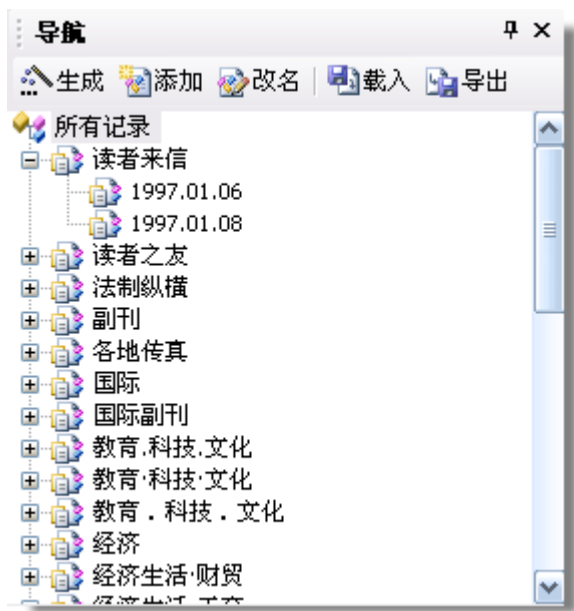 导航
生成 添加 改名 载入 导出
所有记录
读者来信
1997.01.06
1997.01.08
读者之友
法制纵横
副刊
各地传真
国际
国际副刊
教育.科技.文化
教育·科技·文化
教育．科技．文化
经济
经济生活·财贸